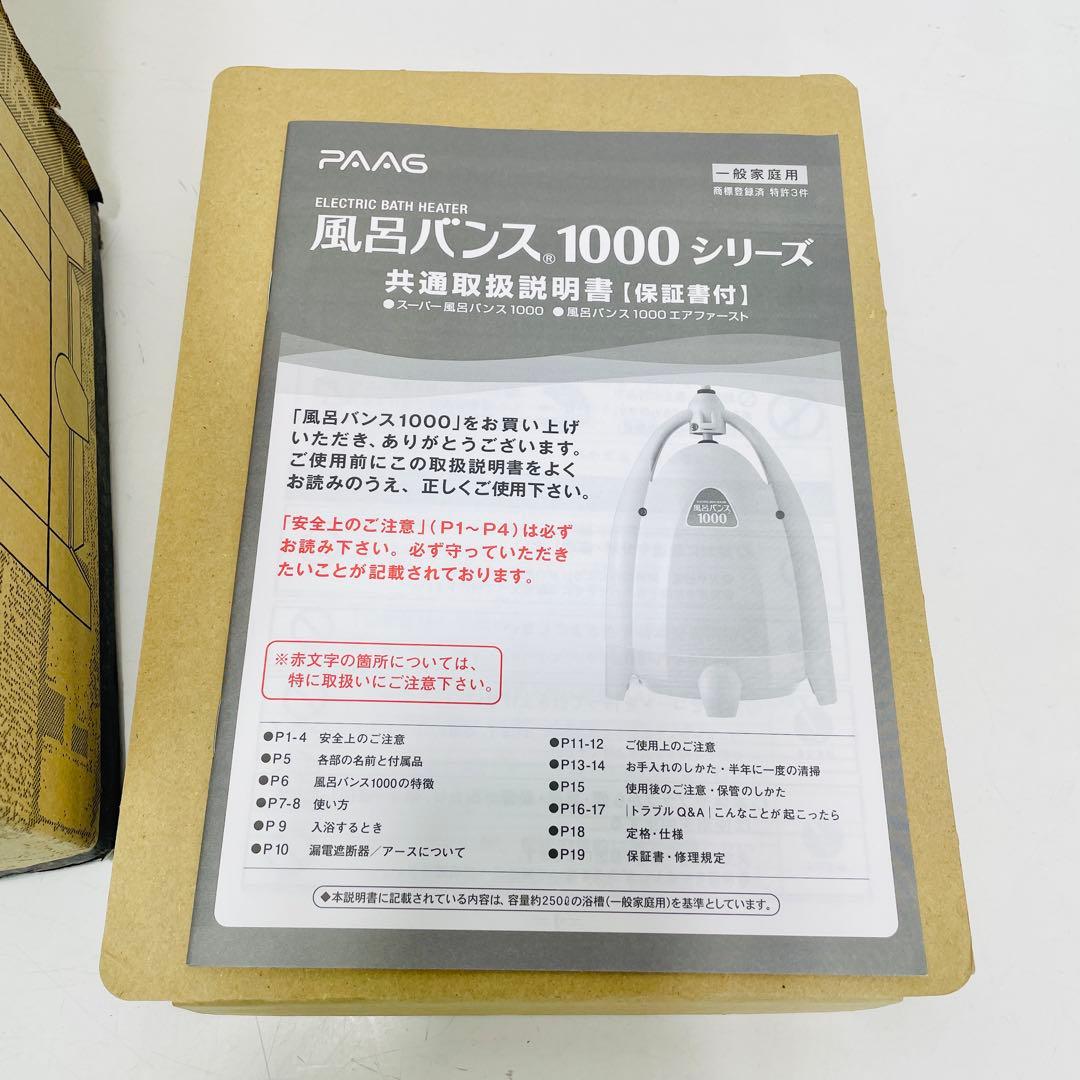 PAAG
一般家庭用
商標登録済 特許3件
ELECTRIC BATH HEATER
風呂バンス®1000シリーズ
共通取扱説明書【保証書付】
●スーパー風呂バンス1000 ●風呂バンス1000エアファースト
「風呂バンス1000」をお買い上げ
いただき、ありがとうございます。
ご使用前にこの取扱説明書をよく
お読みのうえ、正しくご使用下さい。
「安全上のご注意」(P1〜P4)は必ず
お読み下さい。必ず守っていただき
たいことが記載されております。
※赤文字の箇所については、
特に取扱いにご注意下さい。
ELECTRIC BATH HEATER
風呂バンス
1000
●P1-4 安全上のご注意
●P5 各部の名前と付属品
●P6 風呂バンス1000の特徴
●P7-8 使い方
●P9 入浴するとき
●P10 漏電遮断器／アースについて
●P11-12 ご使用上のご注意
●P13-14 お手入れのしかた・半年に一度の清掃
●P15 使用後のご注意・保管のしかた
●P16-17 |トラブルQ&A|こんなことが起こったら
●P18 定格・仕様
●P19 保証書・修理規定
◆本説明書に記載されている内容は、容量約250ℓの浴槽(一般家庭用)を基準としています。